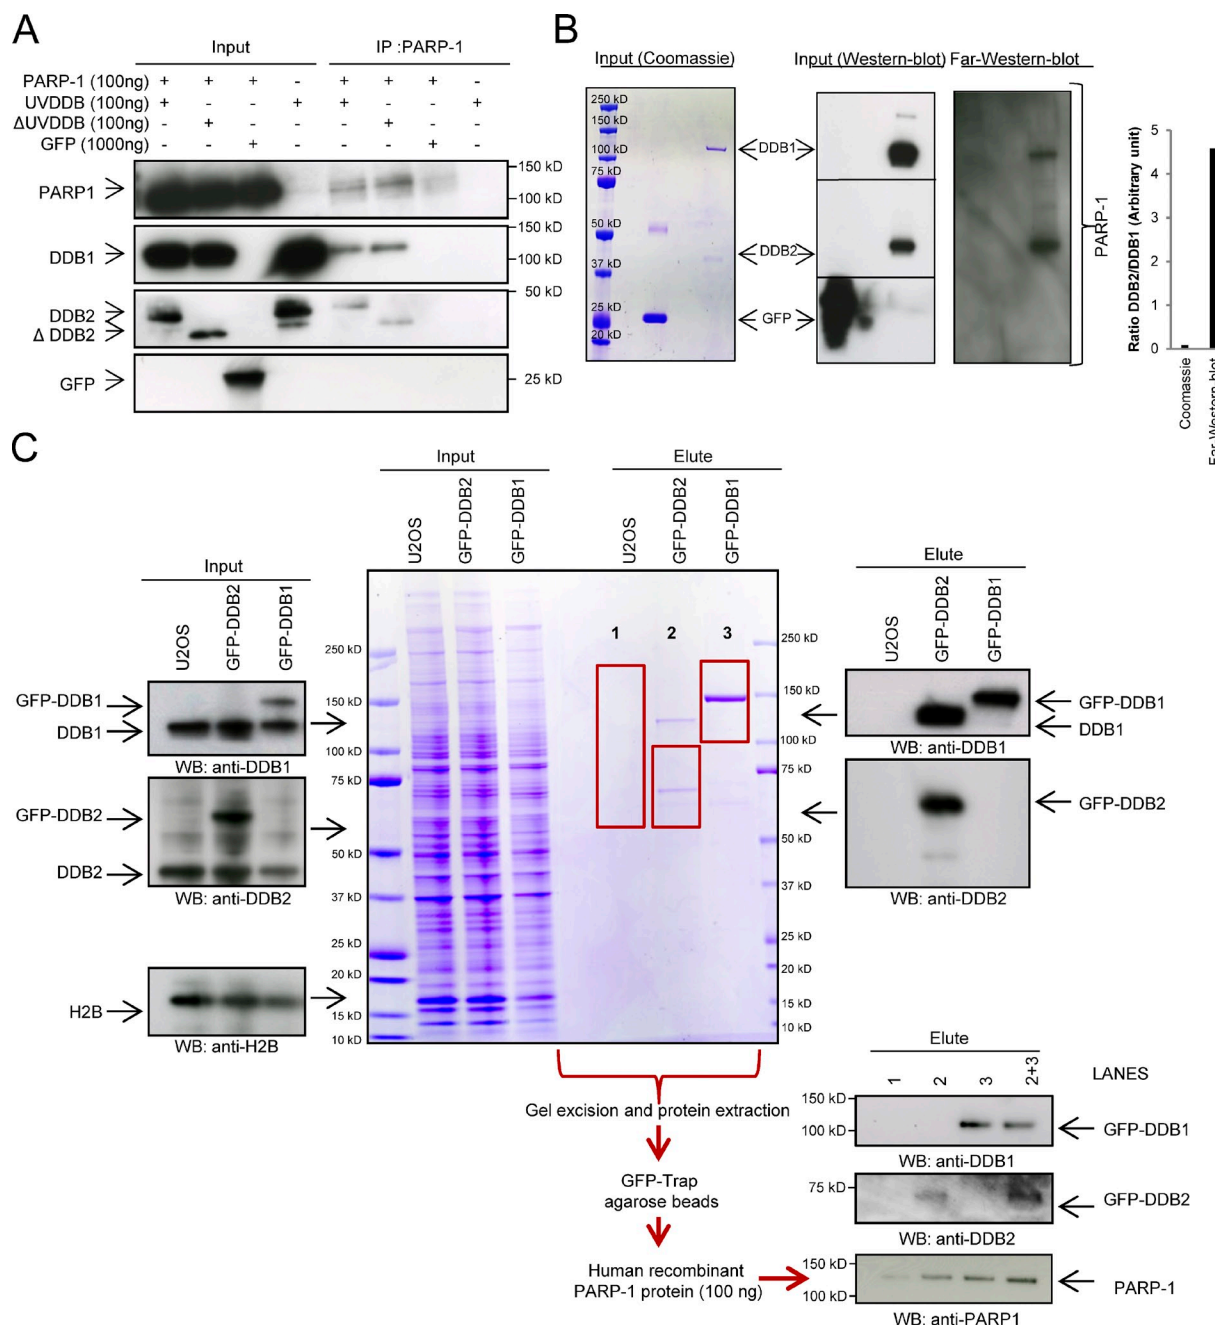 A
Input
IP :PARP-1
PARP-1 (100ng) + + + - + + + -
UVDDB (100ng) + - - + + - - +
ΔUVDDB (100ng) - + - - - + - -
GFP (1000ng) - - + - - - + -
PARP1
150 kD
100 kD
DDB1
150 kD
100 kD
DDB2
Δ DDB2
50 kD
GFP
25 kD
B
Input (Coomassie)
Input (Western-blot)
Far-Western-blot
250 kD
150 kD
100 kD
75 kD
50 kD
37 kD
25 kD
20 kD
DDB1
DDB2
GFP
PARP-1
Ratio DDB2/DDB1 (Arbitrary unit)
5
4
3
2
1
0
Coomassie
Far-Western-blot
C
Input
U2OS
GFP-DDB2
GFP-DDB1
GFP-DDB1
DDB1
WB: anti-DDB1
GFP-DDB2
DDB2
WB: anti-DDB2
H2B
WB: anti-H2B
Input
U2OS
GFP-DDB2
GFP-DDB1
Elute
U2OS
GFP-DDB2
GFP-DDB1
250 kD
150 kD
100 kD
75 kD
50 kD
37 kD
25 kD
20 kD
15 kD
10 kD
1
2
3
250 kD
150 kD
100 kD
75 kD
50 kD
37 kD
25 kD
20 kD
15 kD
10 kD
Elute
U2OS
GFP-DDB2
GFP-DDB1
GFP-DDB1
DDB1
WB: anti-DDB1
GFP-DDB2
WB: anti-DDB2
Gel excision and protein extraction
GFP-Trap
agarose beads
Human recombinant
PARP-1 protein (100 ng)
Elute
1
2
3
2+3
LANES
150 kD
100 kD
GFP-DDB1
WB: anti-DDB1
75 kD
GFP-DDB2
WB: anti-DDB2
150 kD
100 kD
PARP-1
WB: anti-PARP1